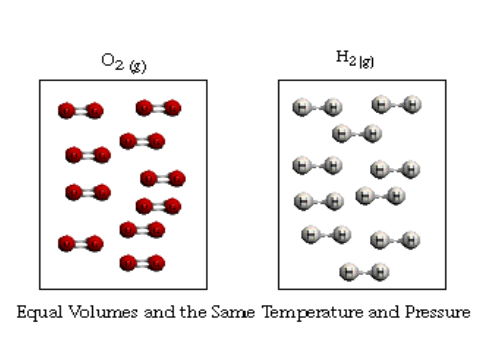 O2 (g)
H2(g)
H H H H
H H
H H H H
H H H H
H H H H
H H
Equal Volumes and the Same Temperature and Pressure